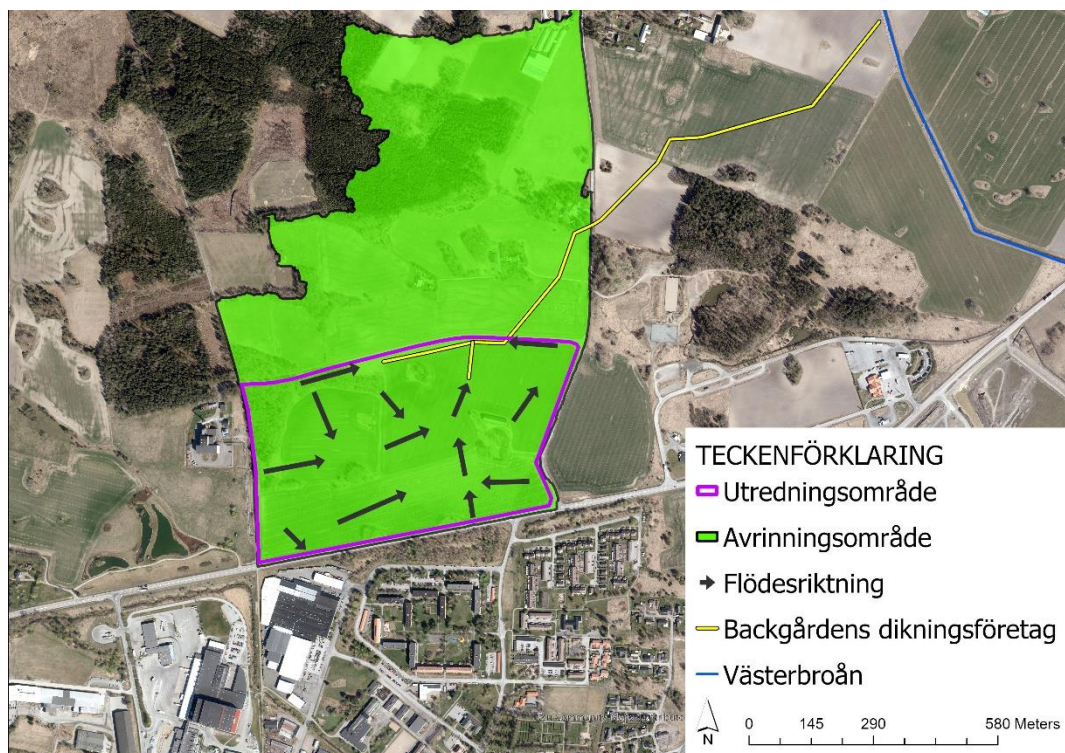 TECKENFÖRKLARING
Utredningsområde
Avrinningsområde
Flödesriktning
Backgårdens dikningsföretag
Västerbroån
N
0 145 290 580 Meters